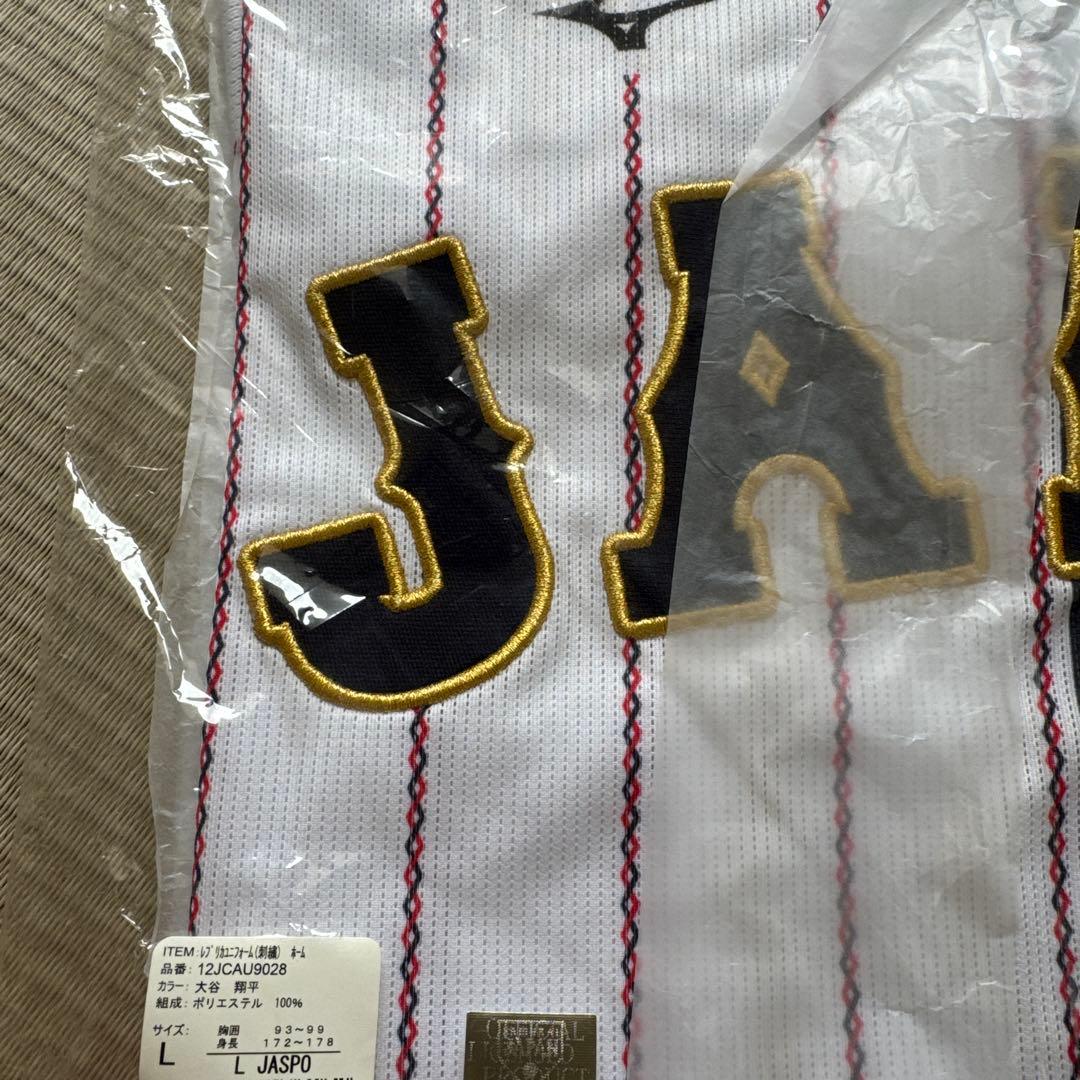 JA
ITEM:ﾚﾌﾟﾘｶﾕﾆﾌｫｰﾑ(刺繍) ﾎｰﾑ
品番: 12JCAU9028
カラー: 大谷 翔平
組成: ポリエステル 100%
サイズ: 胸囲 93～99
L 身長 172～178
L JASPO